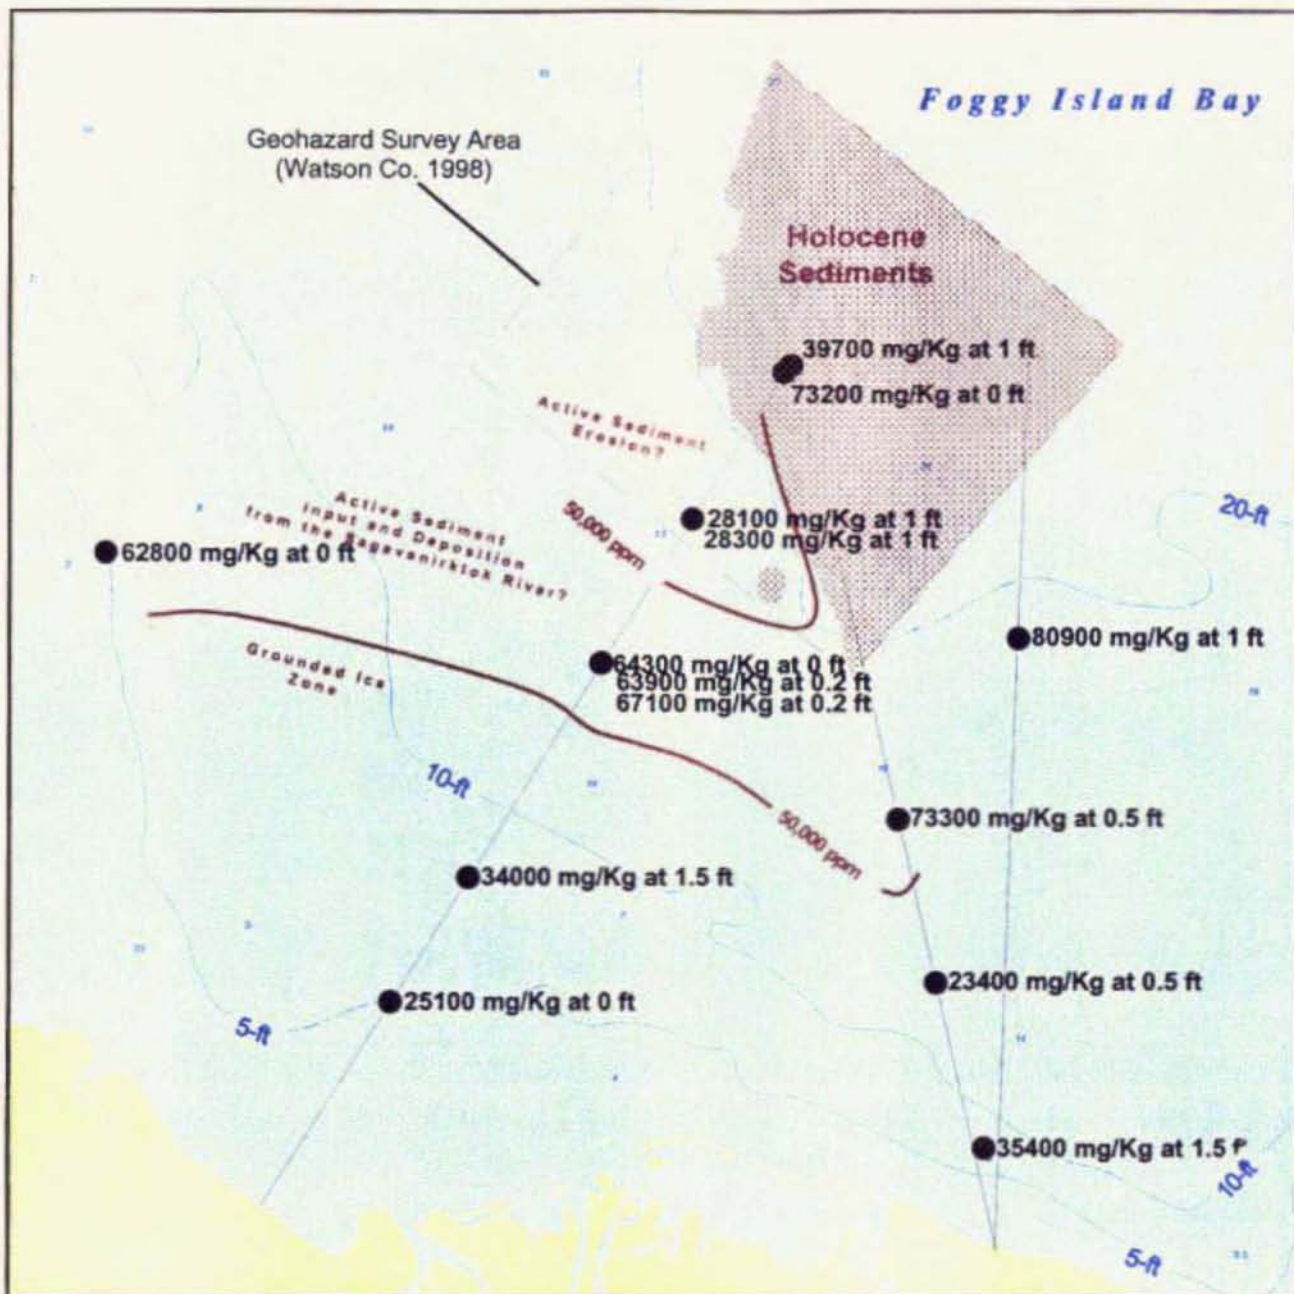 Foggy Island Bay
Geohazard Survey Area
(Watson Co. 1998)
Holocene
Sediments
39700 mg/Kg at 1 ft
73200 mg/Kg at 0 ft
Active Sediment
Erosion?
50,000 ppm
28100 mg/Kg at 1 ft
28300 mg/Kg at 1 ft
20-ft
Active Sediment
Input and Deposition
from the Sagavanirktok River?
62800 mg/Kg at 0 ft
Grounded Ice
Zone
64300 mg/Kg at 0 ft
63900 mg/Kg at 0.2 ft
67100 mg/Kg at 0.2 ft
80900 mg/Kg at 1 ft
10-ft
73300 mg/Kg at 0.5 ft
50,000 ppm
34000 mg/Kg at 1.5 ft
23400 mg/Kg at 0.5 ft
25100 mg/Kg at 0 ft
5-ft
35400 mg/Kg at 1.5 f
10-ft
5-ft